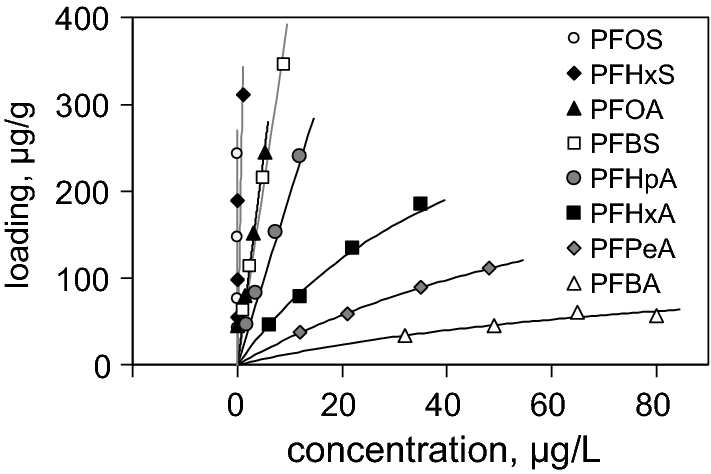 400
300
200
100
0
loading, µg/g
0 20 40 60 80
concentration, µg/L
PFOS
PFHxS
PFOA
PFBS
PFHpA
PFHxA
PFPeA
PFBA